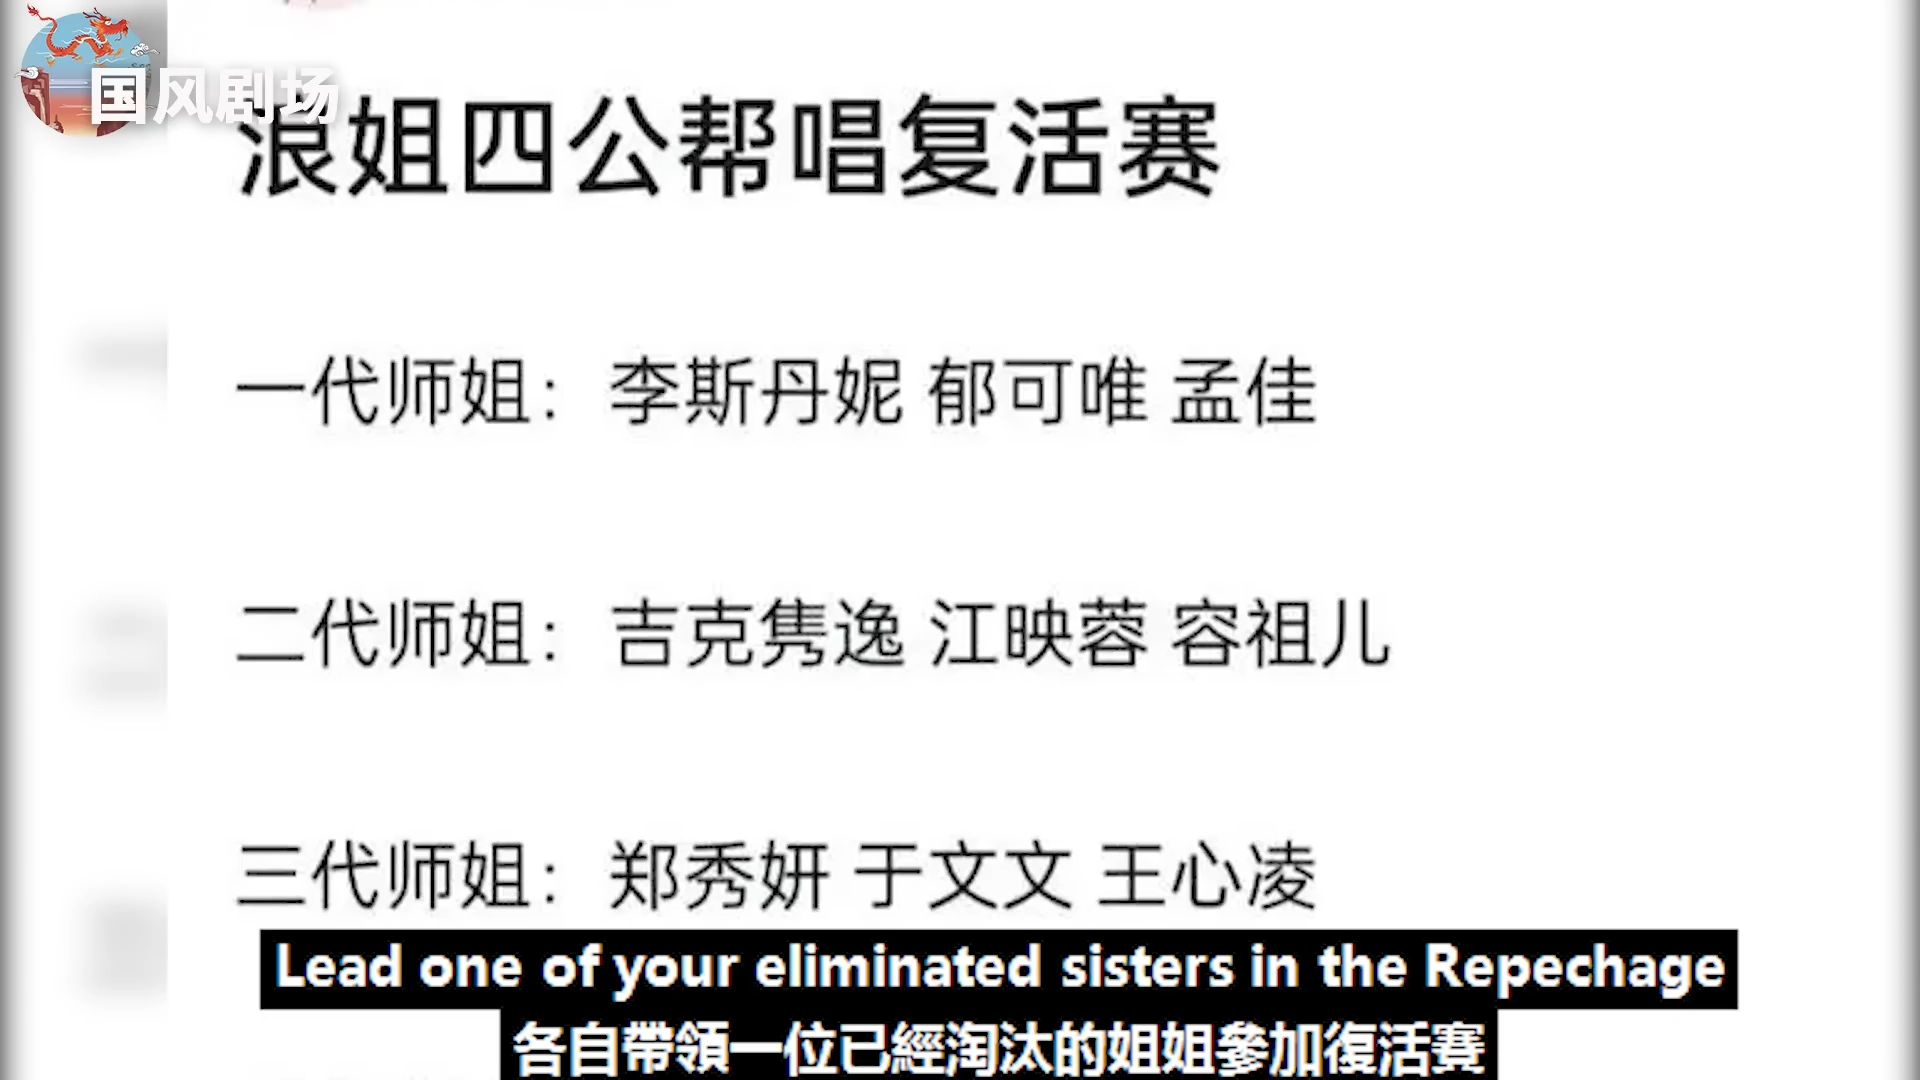 国风剧场
浪姐四公帮唱复活赛
一代师姐：李斯丹妮 郁可唯 孟佳
二代师姐：吉克隽逸 江映蓉 容祖儿
三代师姐：郑秀妍 于文文 王心凌
Lead one of your eliminated sisters in the Repechage
各自帶領一位已經淘汰的姐姐參加復活賽